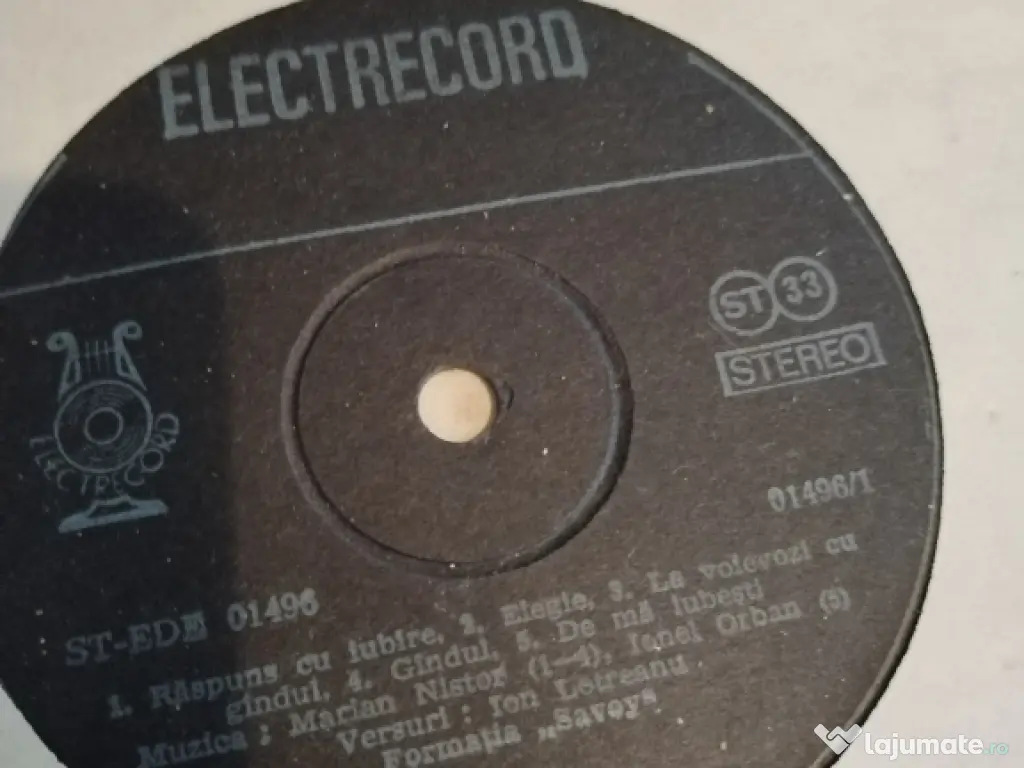 ELECTRECORD
ST 33
STEREO
ELECTRECORD
01496/1
ST-EDE 01496
1. Răspuns cu iubire, 2. Elegie, 3. La voievozi cu
gîndul, 4. Gîndul, 5. De mă iubești
Muzica : Marian Nistor (1—4), Ionel Orban (5)
Versuri : Ion Lotreanu
Formația „Savoy"
lajumate.ro